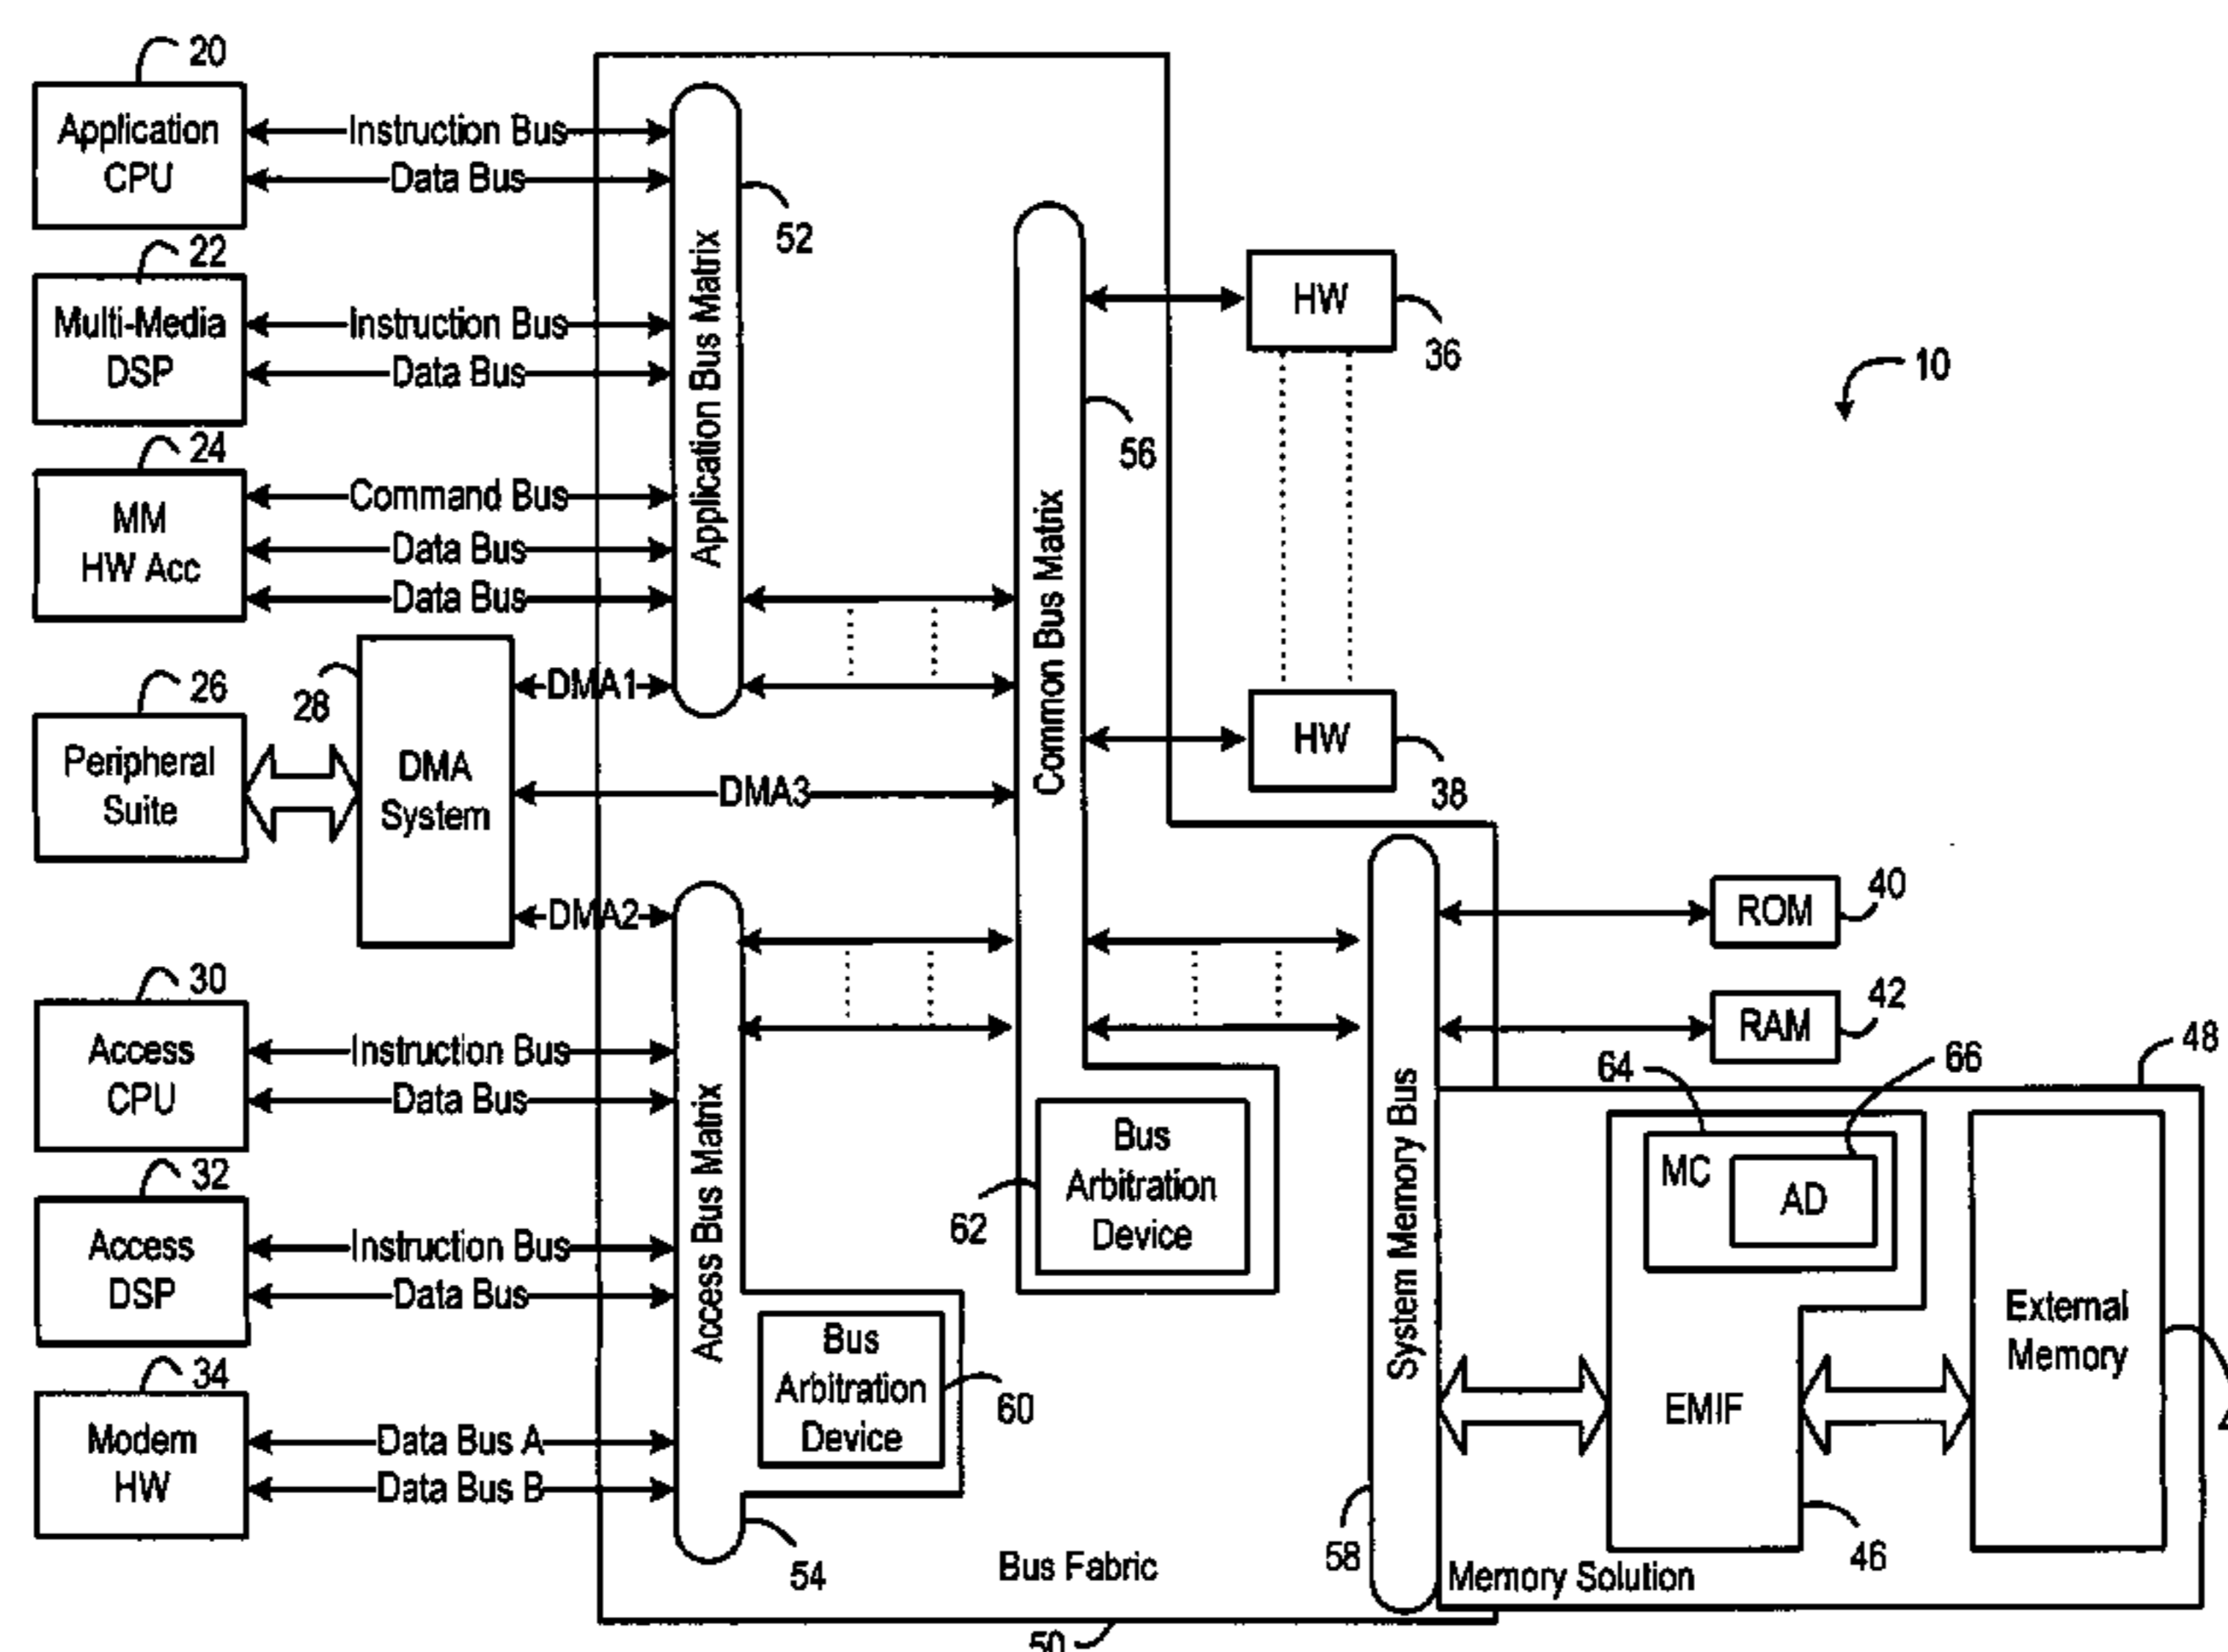 20
Application
CPU
Instruction Bus
Data Bus
22
Multi-Media
DSP
Instruction Bus
Data Bus
24
MM
HW Acc
Command Bus
Data Bus
Data Bus
26
Peripheral
Suite
28
DMA
System
DMA1
DMA3
DMA2
30
Access
CPU
Instruction Bus
Data Bus
32
Access
DSP
Instruction Bus
Data Bus
34
Modem
HW
Data Bus A
Data Bus B
Application Bus Matrix
52
Access Bus Matrix
54
Bus
Arbitration
Device
60
Common Bus Matrix
56
Bus
Arbitration
Device
62
Bus Fabric
50
HW
36
HW
38
10
System Memory Bus
58
ROM
40
RAM
42
48
64
66
MC
AD
EMIF
46
External
Memory
Memory Solution